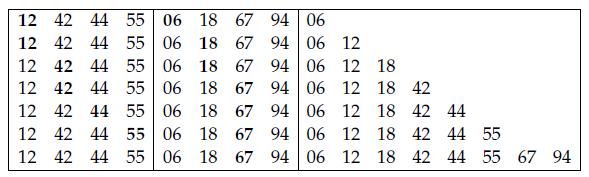 12 42 44 55 06 18 67 94 06
12 42 44 55 06 18 67 94 06 12
12 42 44 55 06 18 67 94 06 12 18
12 42 44 55 06 18 67 94 06 12 18 42
12 42 44 55 06 18 67 94 06 12 18 42 44
12 42 44 55 06 18 67 94 06 12 18 42 44 55
12 42 44 55 06 18 67 94 06 12 18 42 44 55 67 94